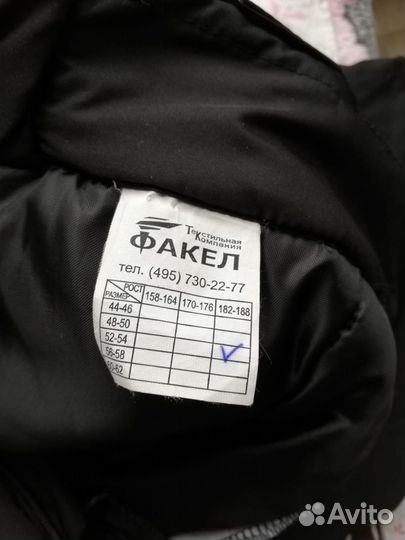 Текстильная
Компания
ФАКЕЛ
тел. (495) 730-22-77
РОСТ 158-164 170-176 182-188
РАЗМЕР
44-46
48-50
52-54
56-58
60-62
Avito